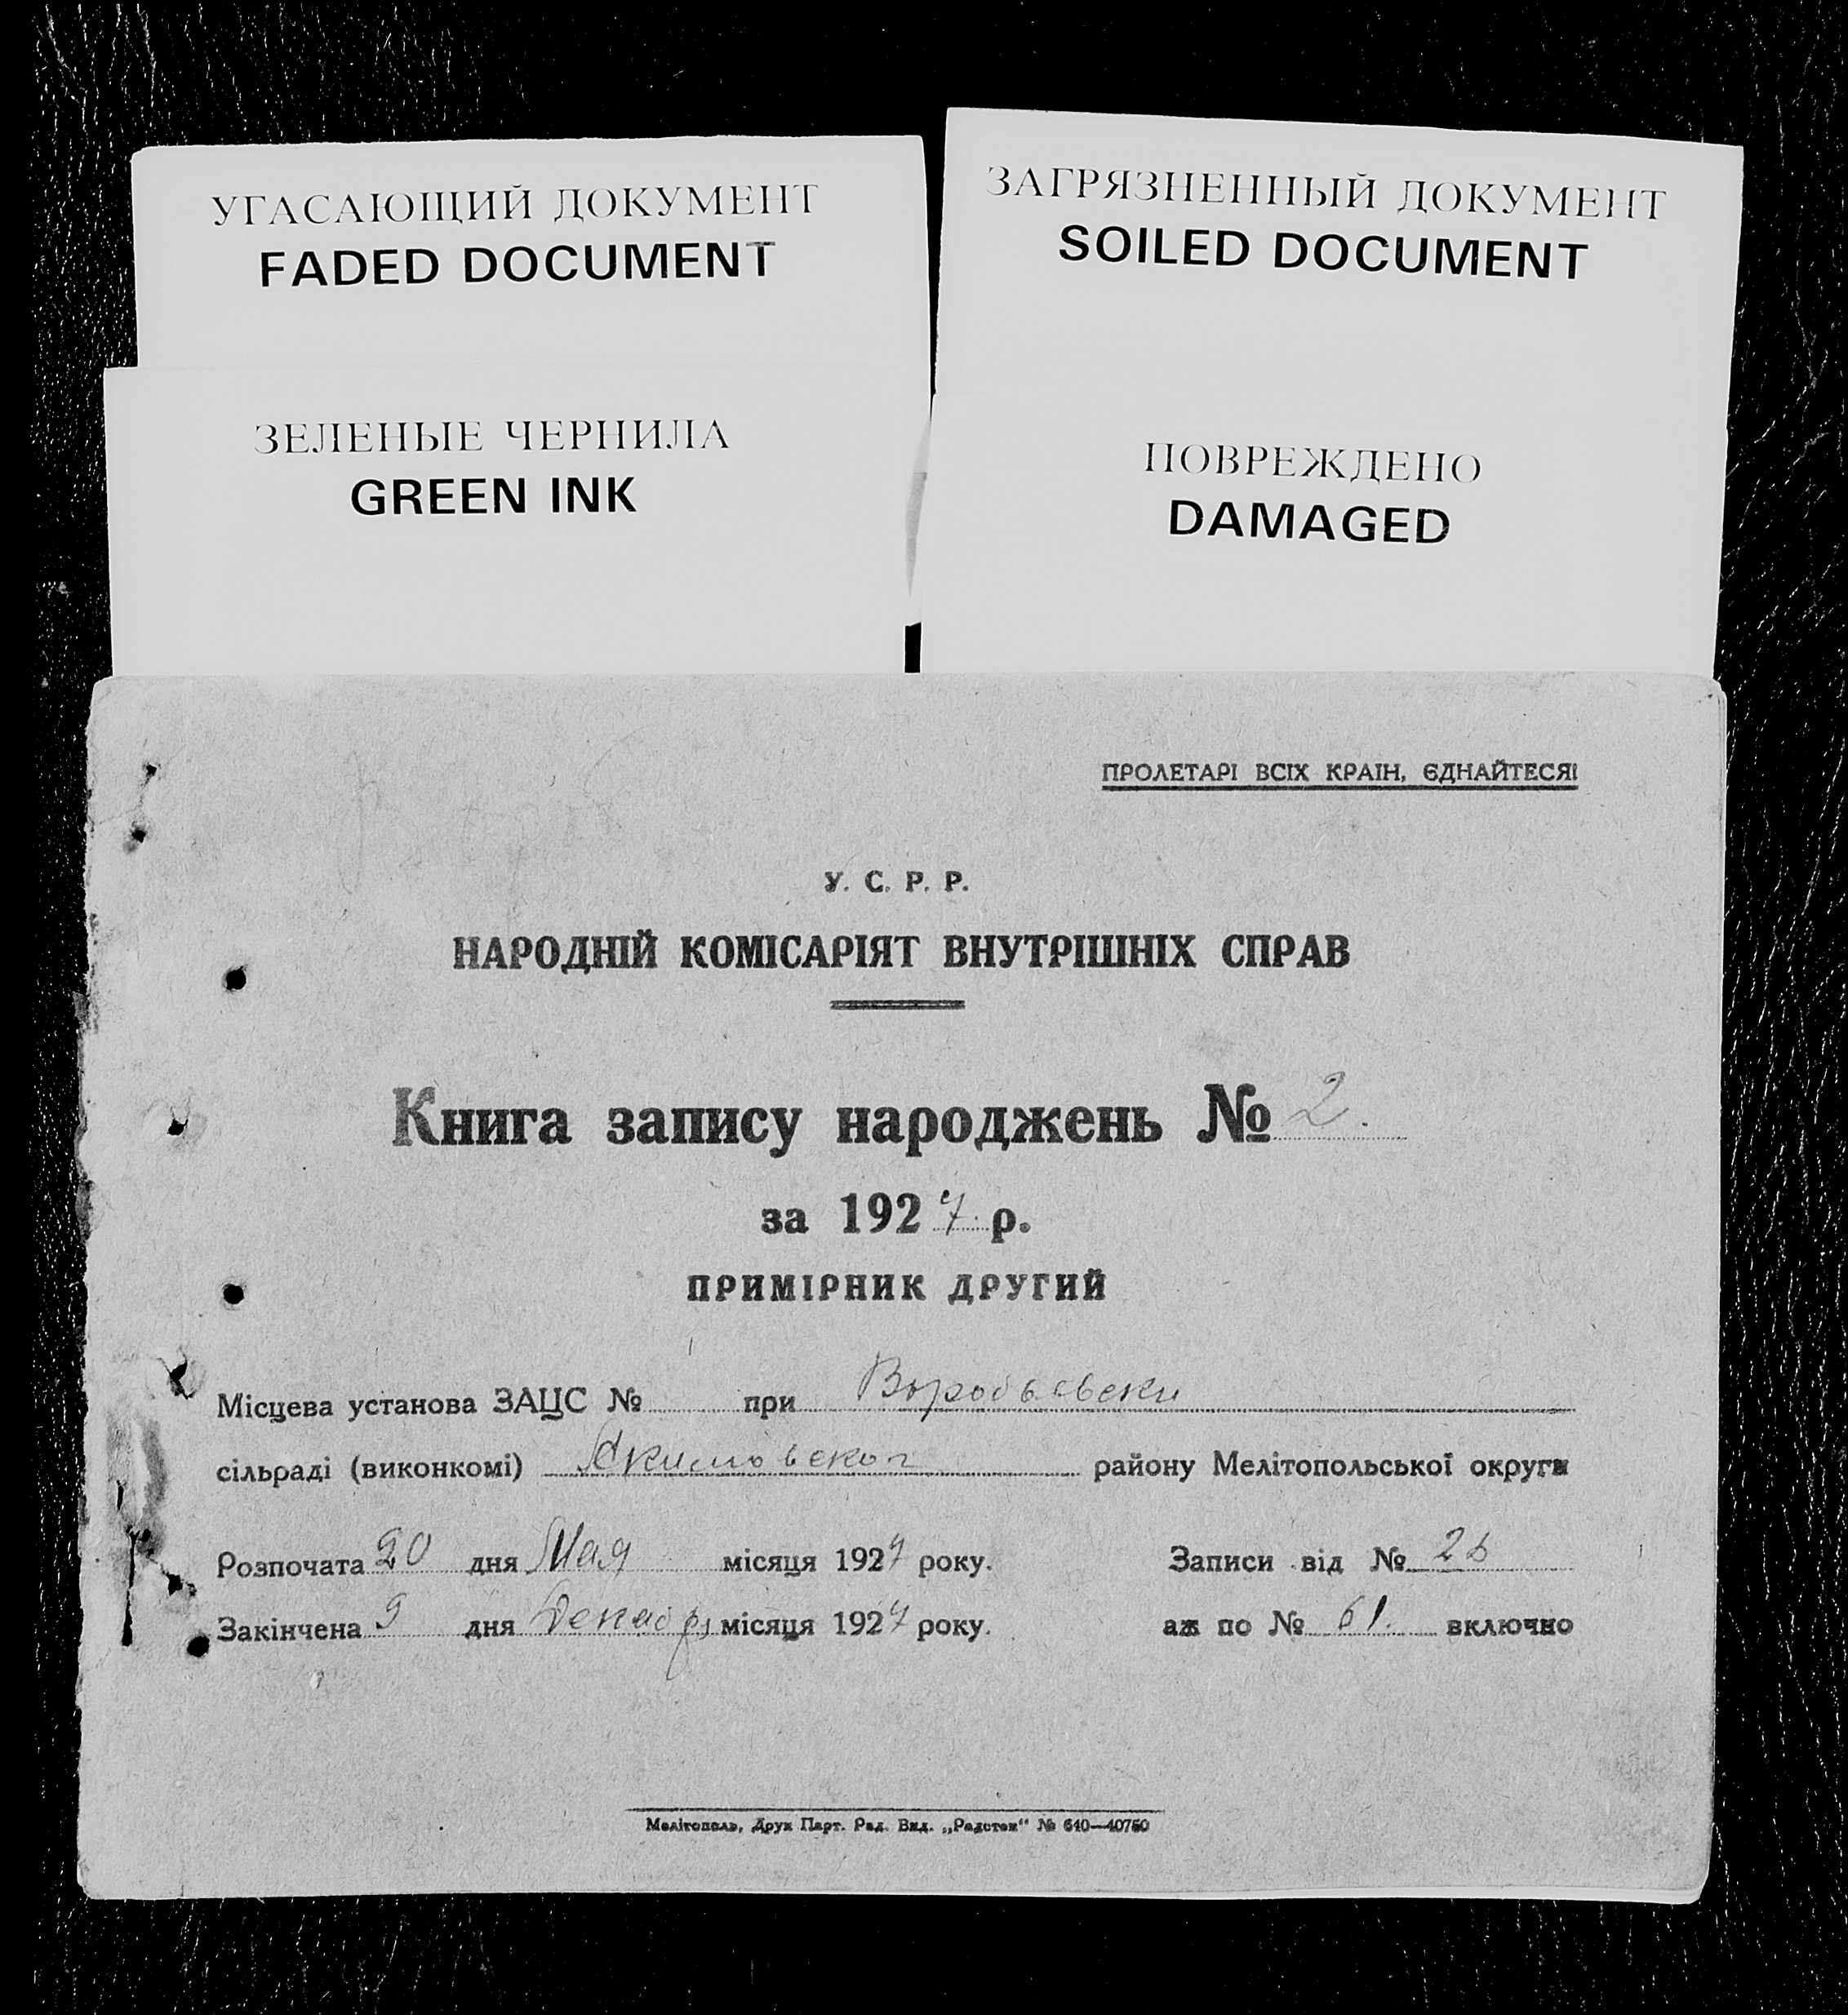 УГАСАЮЩИЙ ДОКУМЕНТ
FADED DOCUMENT
ЗАГРЯЗНЕННЫЙ ДОКУМЕНТ
SOILED DOCUMENT
ЗЕЛЕНЫЕ ЧЕРНИЛА
GREEN INK
ПОВРЕЖДЕНО
DAMAGED
ПРОЛЕТАРІ ВСІХ КРАІН, ЄДНАЙТЕСЯ!
У. С. Р. Р.
НАРОДНІЙ КОМІСАРІЯТ ВНУТРІШНІХ СПРАВ
Книга запису народжень № 2.
за 1927 р.
ПРИМІРНИК ДРУГИЙ
Місцева установа ЗАЦС № при
сільраді (виконкомі) району Мелітопольської округи
Розпочата 20 дня Мая місяця 1927 року. Записи від №
Закінчена 9 дня Декабр місяця 1927 року. аж по № 61. включно
Мелітополь, Друк Парт. Рад. Вид. „Радстеп“ № 640—40750